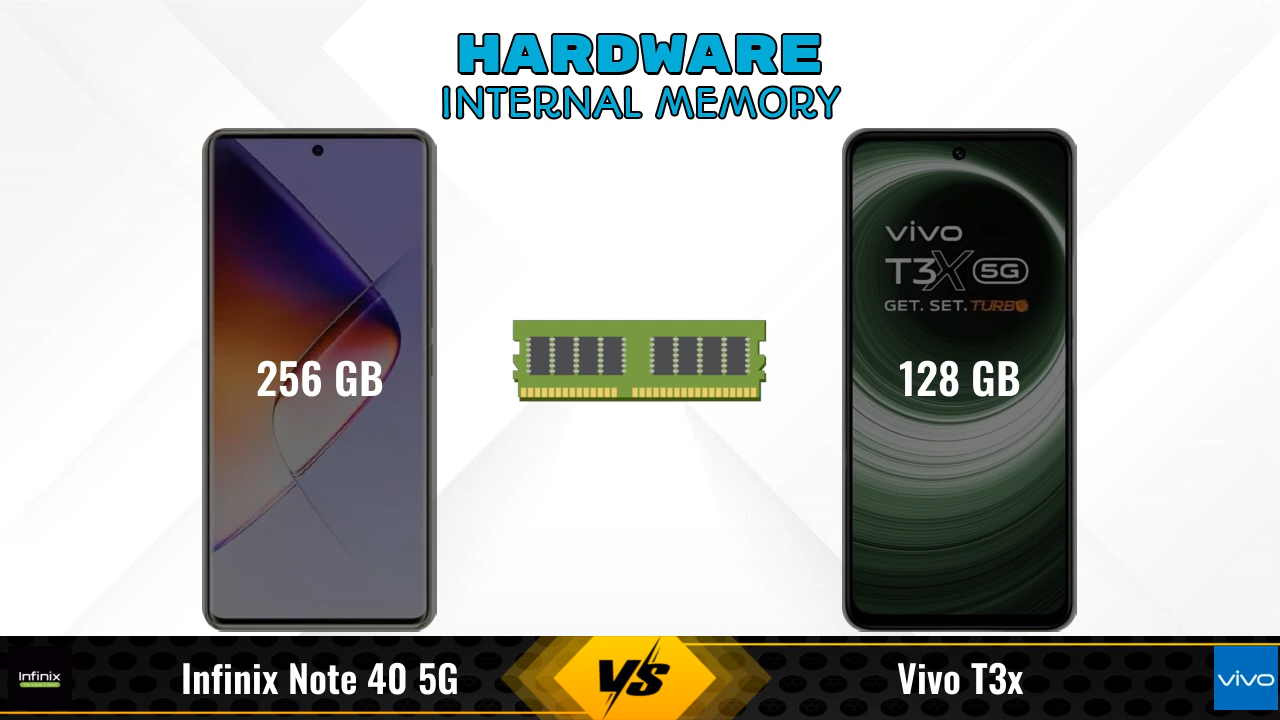 HARDWARE
INTERNAL MEMORY
vivo
T3X 5G
GET. SET. TURBO
256 GB
128 GB
Infinix
Infinix Note 40 5G
VS
Vivo T3x
vivo